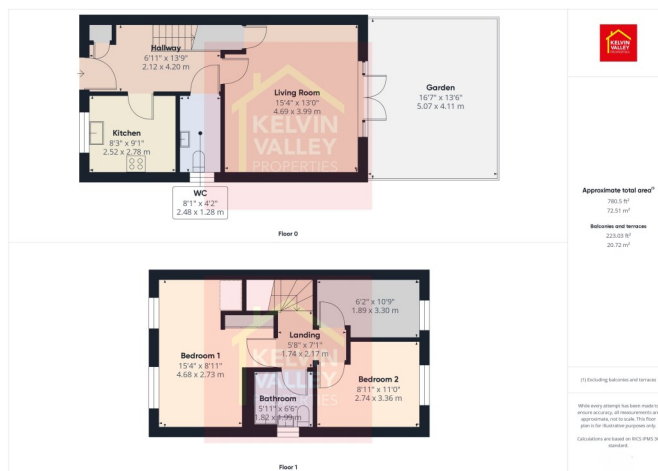 Hallway
6'11" x 13'9"
2.12 x 4.20 m
Living Room
15'4" x 13'0"
4.69 x 3.99 m
Garden
16'7" x 13'6"
5.07 x 4.11 m
Kitchen
8'3" x 9'1"
2.52 x 2.78 m
WC
8'1" x 4'2"
2.48 x 1.28 m
KELVIN
VALLEY
PROPERTIES
Floor 0
6'2" x 10'9"
1.89 x 3.30 m
Landing
5'8" x 7'1"
1.74 x 2.17 m
Bedroom 1
15'4" x 8'11"
4.68 x 2.73 m
Bedroom 2
8'11" x 11'0"
2.74 x 3.36 m
Bathroom
5'11" x 6'6"
1.82 x 1.99 m
KELVIN
VALLEY
PROPERTIES
Floor 1
KELVIN
VALLEY
PROPERTIES
Approximate total area(1)
780.5 ft²
72.51 m²
Balconies and terraces
223.03 ft²
20.72 m²
(1) Excluding balconies and terraces
While every attempt has been made to
ensure accuracy, all measurements are
approximate, not to scale. This floor
plan is for illustrative purposes only.
Calculations are based on RICS IPMS 3C
standard.